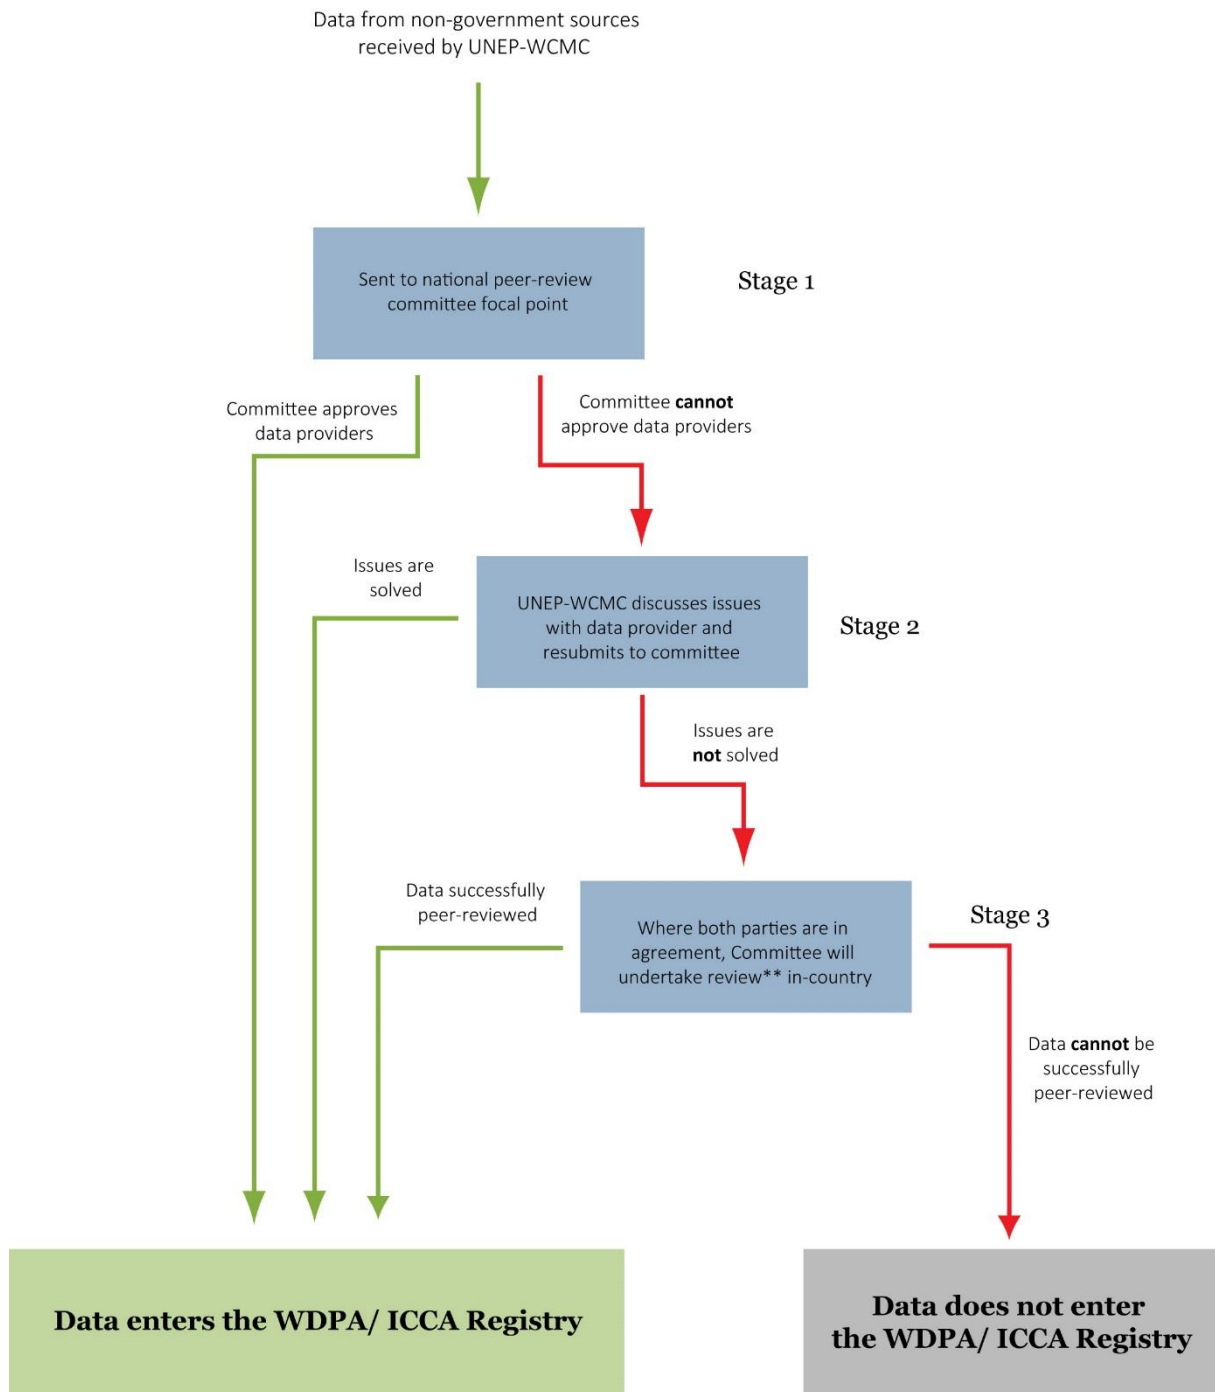 Data from non-government sources
received by UNEP-WCMC
Sent to national peer-review
committee focal point
Stage 1
Committee approves
data providers
Committee cannot
approve data providers
Issues are
solved
UNEP-WCMC discusses issues
with data provider and
resubmits to committee
Stage 2
Issues are
not solved
Data successfully
peer-reviewed
Where both parties are in
agreement, Committee will
undertake review** in-country
Stage 3
Data cannot be
successfully
peer-reviewed
Data enters the WDPA/ ICCA Registry
Data does not enter
the WDPA/ ICCA Registry